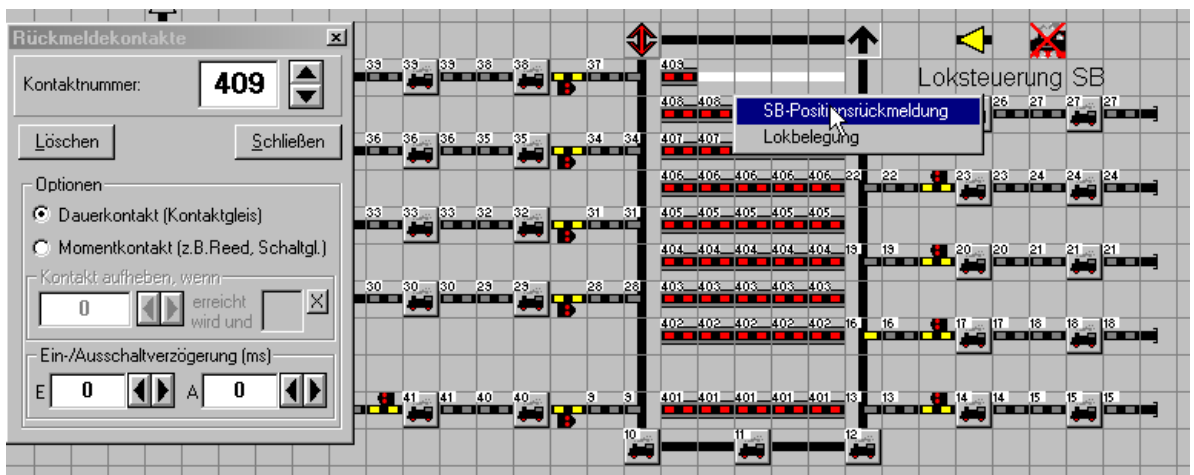 Rückmeldekontakte
Kontaktnummer: 409
Löschen Schließen
Optionen
Dauerkontakt (Kontaktgleis)
Momentkontakt (z.B.Reed, Schaltgl.)
Kontakt aufheben, wenn
0 erreicht wird und X
Ein-/Ausschaltverzögerung (ms)
E 0 A 0
Loksteuerung SB
SB-Positionsrückmeldung
Lokbelegung
39 39 39 38 38 37 409
408 408 26 27 27 27
36 36 36 35 35 34 34 407 407
406 406 406 406 406 22 22 23 23 24 24 24
33 33 33 32 32 31 31 405 405 405 405 405
404 404 404 404 404 19 19 20 20 21 21 21
30 30 30 29 29 28 28 403 403 403 403 403
402 402 402 402 402 16 16 17 17 18 18 18
41 41 40 40 9 9 401 401 401 401 401 13 13 14 14 15 15 15
10 11 12